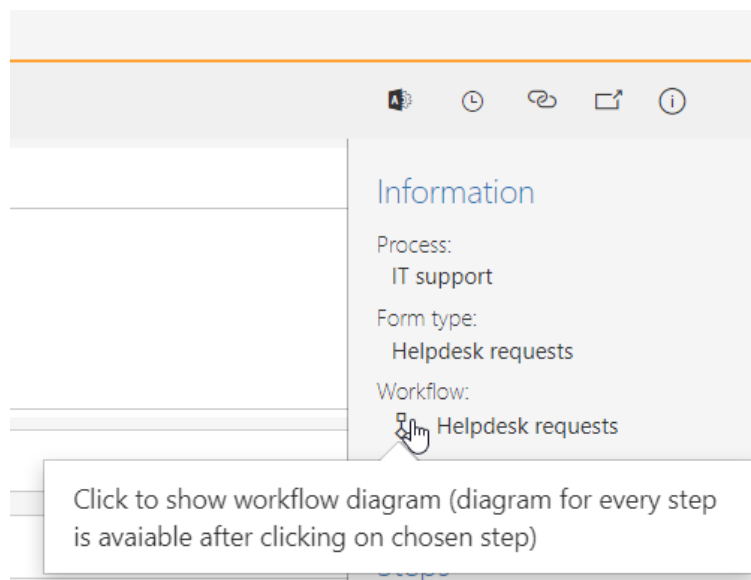 Information
Process:
IT support
Form type:
Helpdesk requests
Workflow:
Helpdesk requests
Click to show workflow diagram (diagram for every step
is avaiable after clicking on chosen step)
Steps